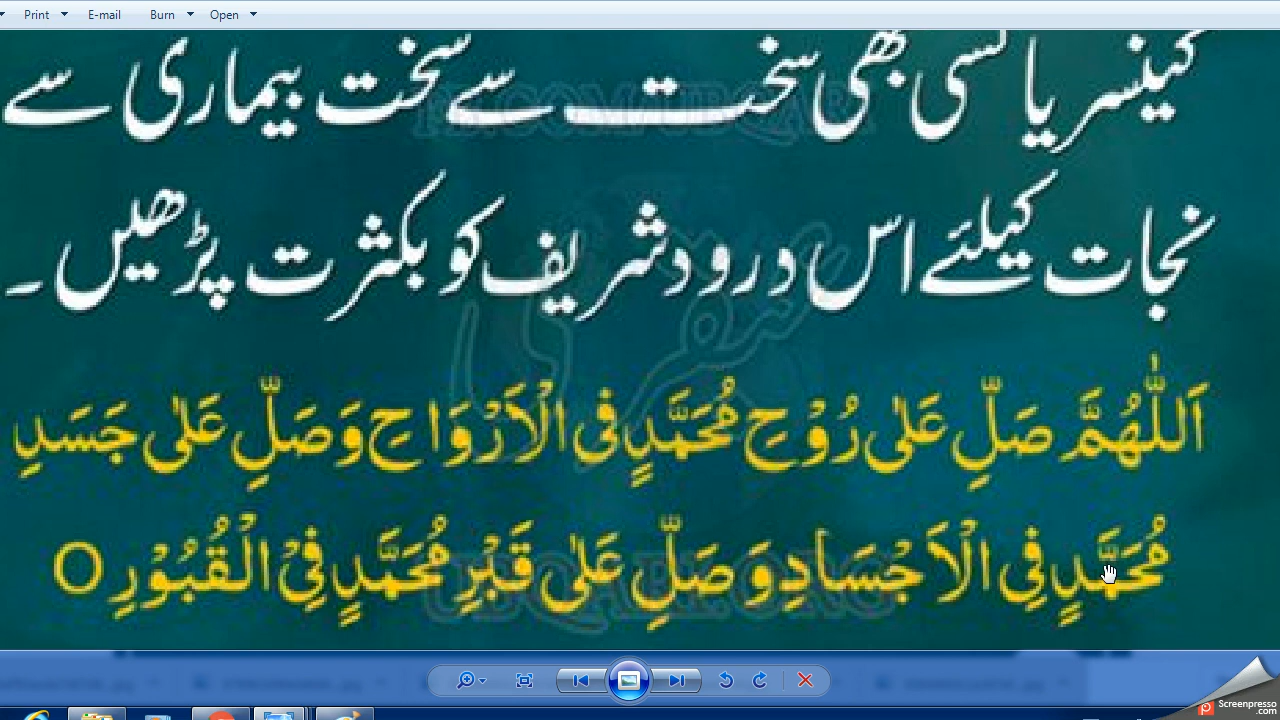 Print E-mail Burn Open
کینسر یا کسی بھی سخت سے سخت بیماری سے
نجات کیلئے اس درود شریف کو بکثرت پڑھیں۔
اَللّٰهُمَّ صَلِّ عَلٰى رُوْحِ مُحَمَّدٍ فِى الْاَرْوَاحِ وَصَلِّ عَلٰى جَسَدِ
مُحَمَّدٍ فِى الْاَجْسَادِ وَ صَلِّ عَلٰى قَبْرِ مُحَمَّدٍ فِىْ الْقُبُوْرِ O
Screenpresso
.com